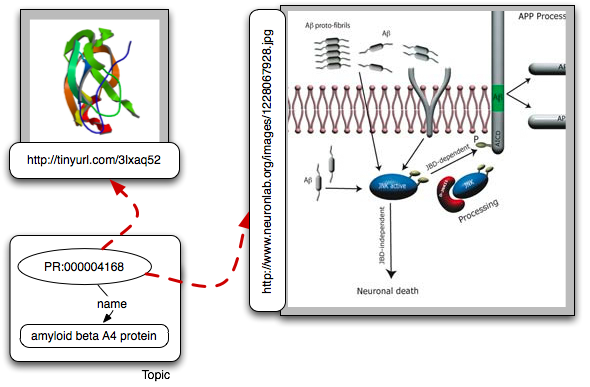 http://tinyurl.com/3lxaq52
PR:000004168
name
amyloid beta A4 protein
Topic
http://www.neuronlab.org/images/1228067928.jpg
Aβ proto-fibrils
Aβ
APP Processi
Aβ
AP
AP
AICD
P
JBD-dependent
Aβ
JNK active
JNK
Processing
JBD-independent
Neuronal death